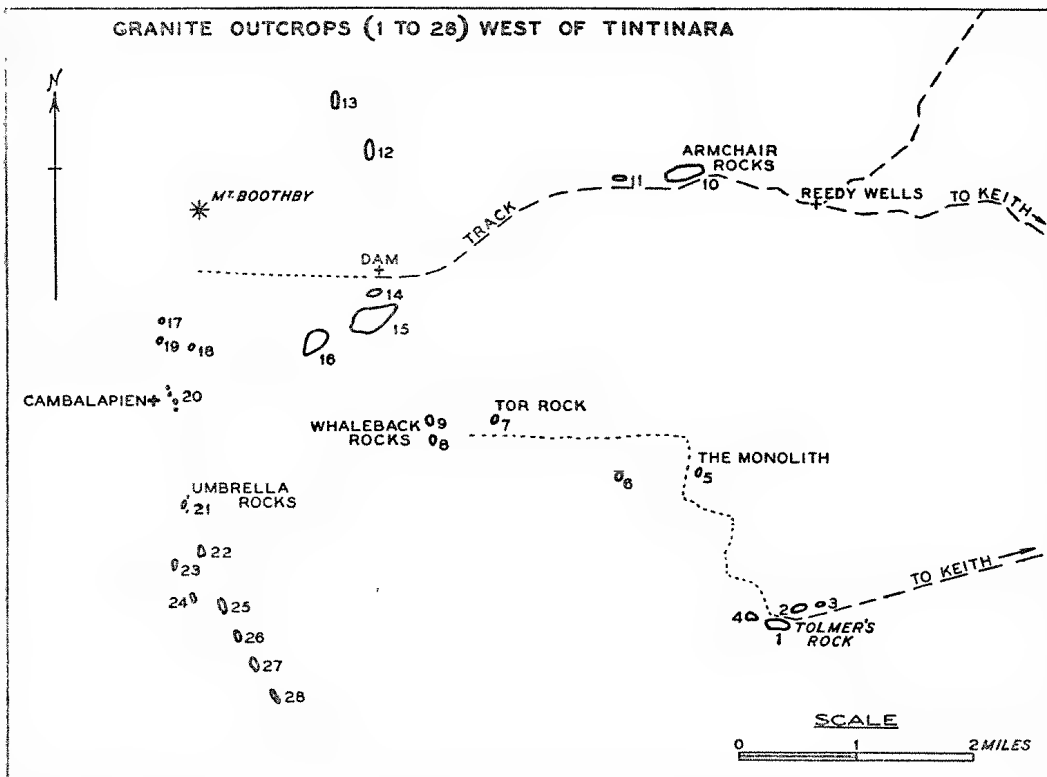 GRANITE OUTCROPS (1 TO 28) WEST OF TINTINARA
N
13
12
ARMCHAIR
ROCKS
11
10
MT. BOOTHBY
REEDY WELLS
TO KEITH
TRACK
DAM
14
15
16
17
19
18
CAMBALAPIEN
20
WHALEBACK
ROCKS
9
8
TOR ROCK
7
THE MONOLITH
5
6
UMBRELLA
ROCKS
21
22
23
24
25
26
27
28
TO KEITH
4
2
3
1
TOLMER'S
ROCK
SCALE
0 1 2 MILES